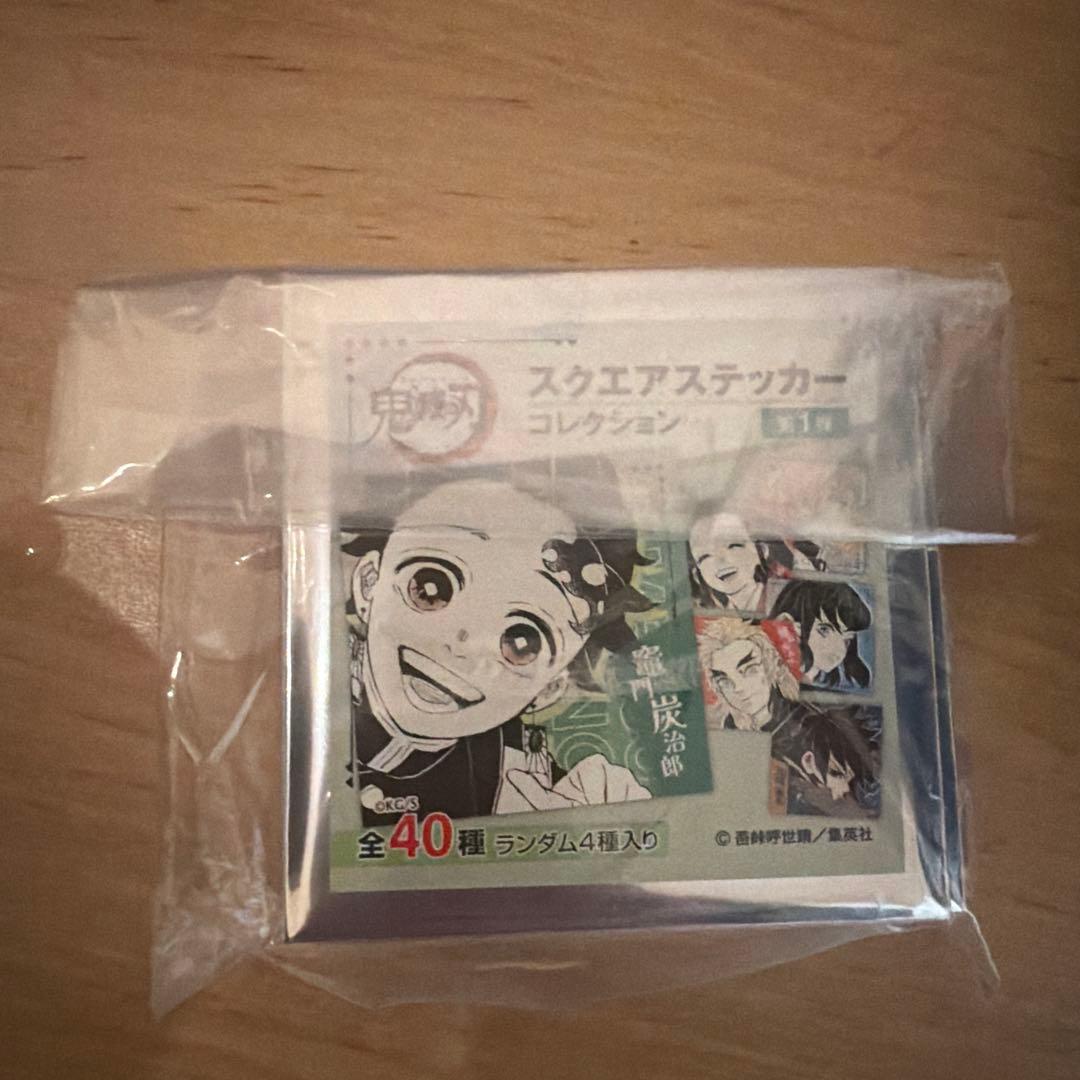 鬼滅の刃
スクエアステッカー
コレクション
第1弾
竈門炭治郎
©KG/S
全40種 ランダム4種入り
© 吾峠呼世晴／集英社